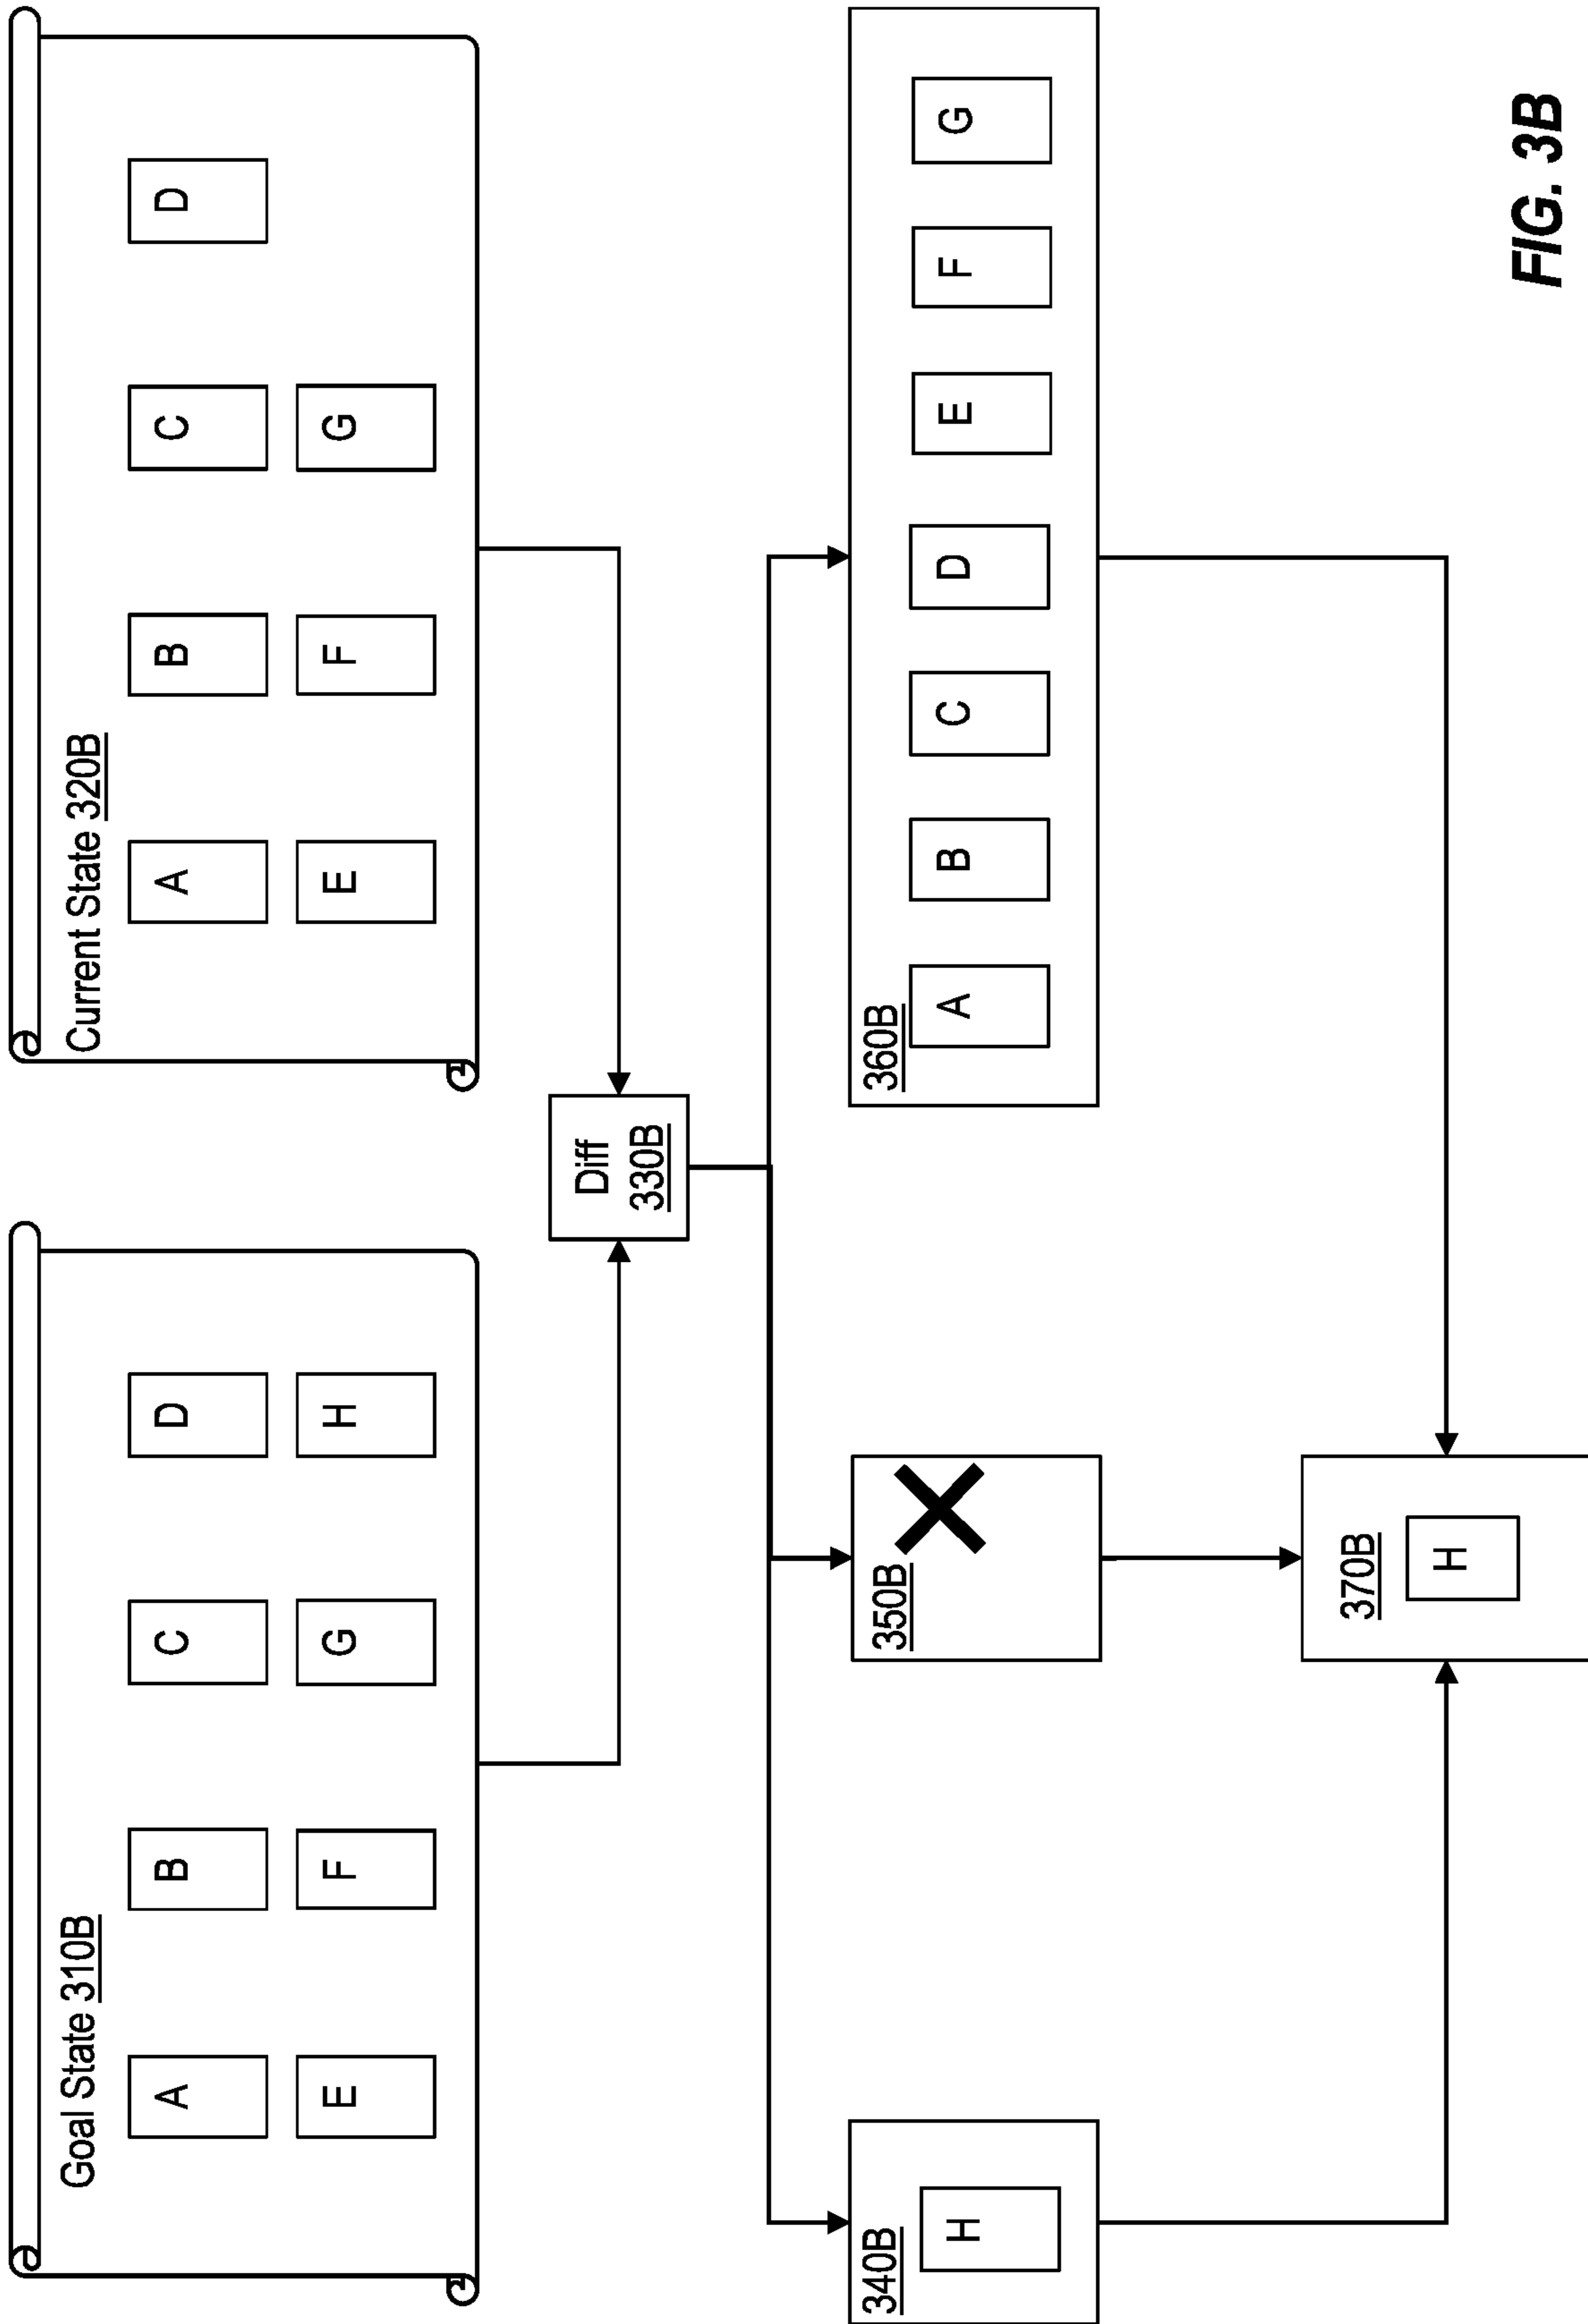 Goal State 310B
A B C D
E F G H
Current State 320B
A B C D
E F G
Diff
330B
340B
H
350B
360B
A B C D E F G
370B
H
FIG. 3B